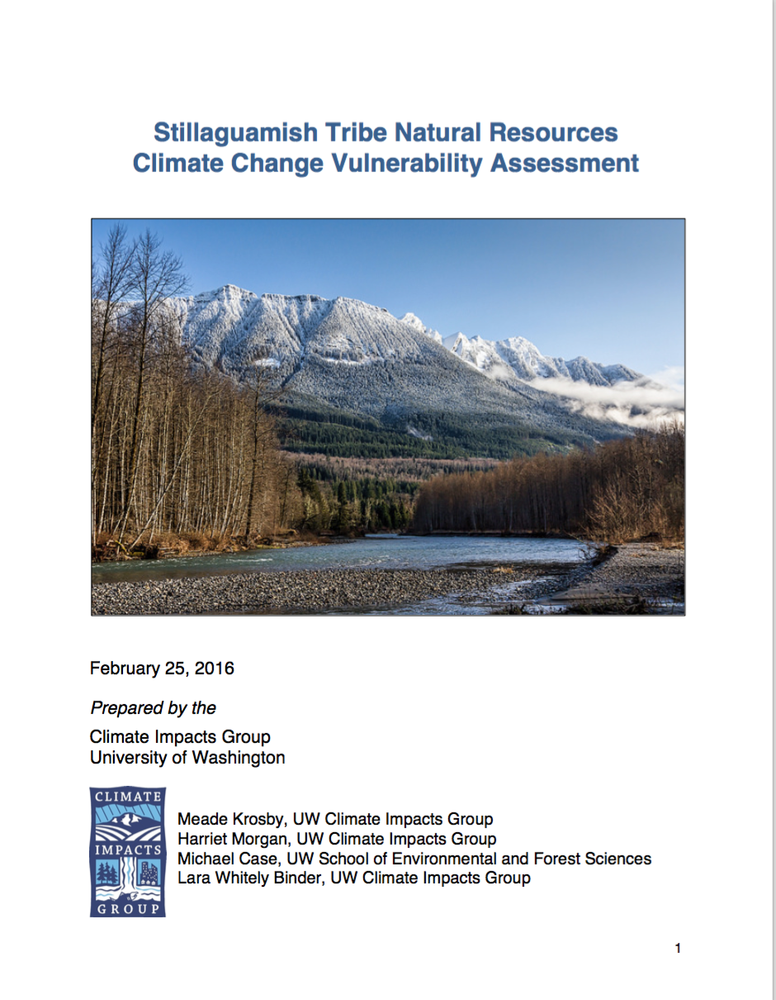 Stillaguamish Tribe Natural Resources
Climate Change Vulnerability Assessment
February 25, 2016
Prepared by the
Climate Impacts Group
University of Washington
CLIMATE
IMPACTS
GROUP
Meade Krosby, UW Climate Impacts Group
Harriet Morgan, UW Climate Impacts Group
Michael Case, UW School of Environmental and Forest Sciences
Lara Whitely Binder, UW Climate Impacts Group
1